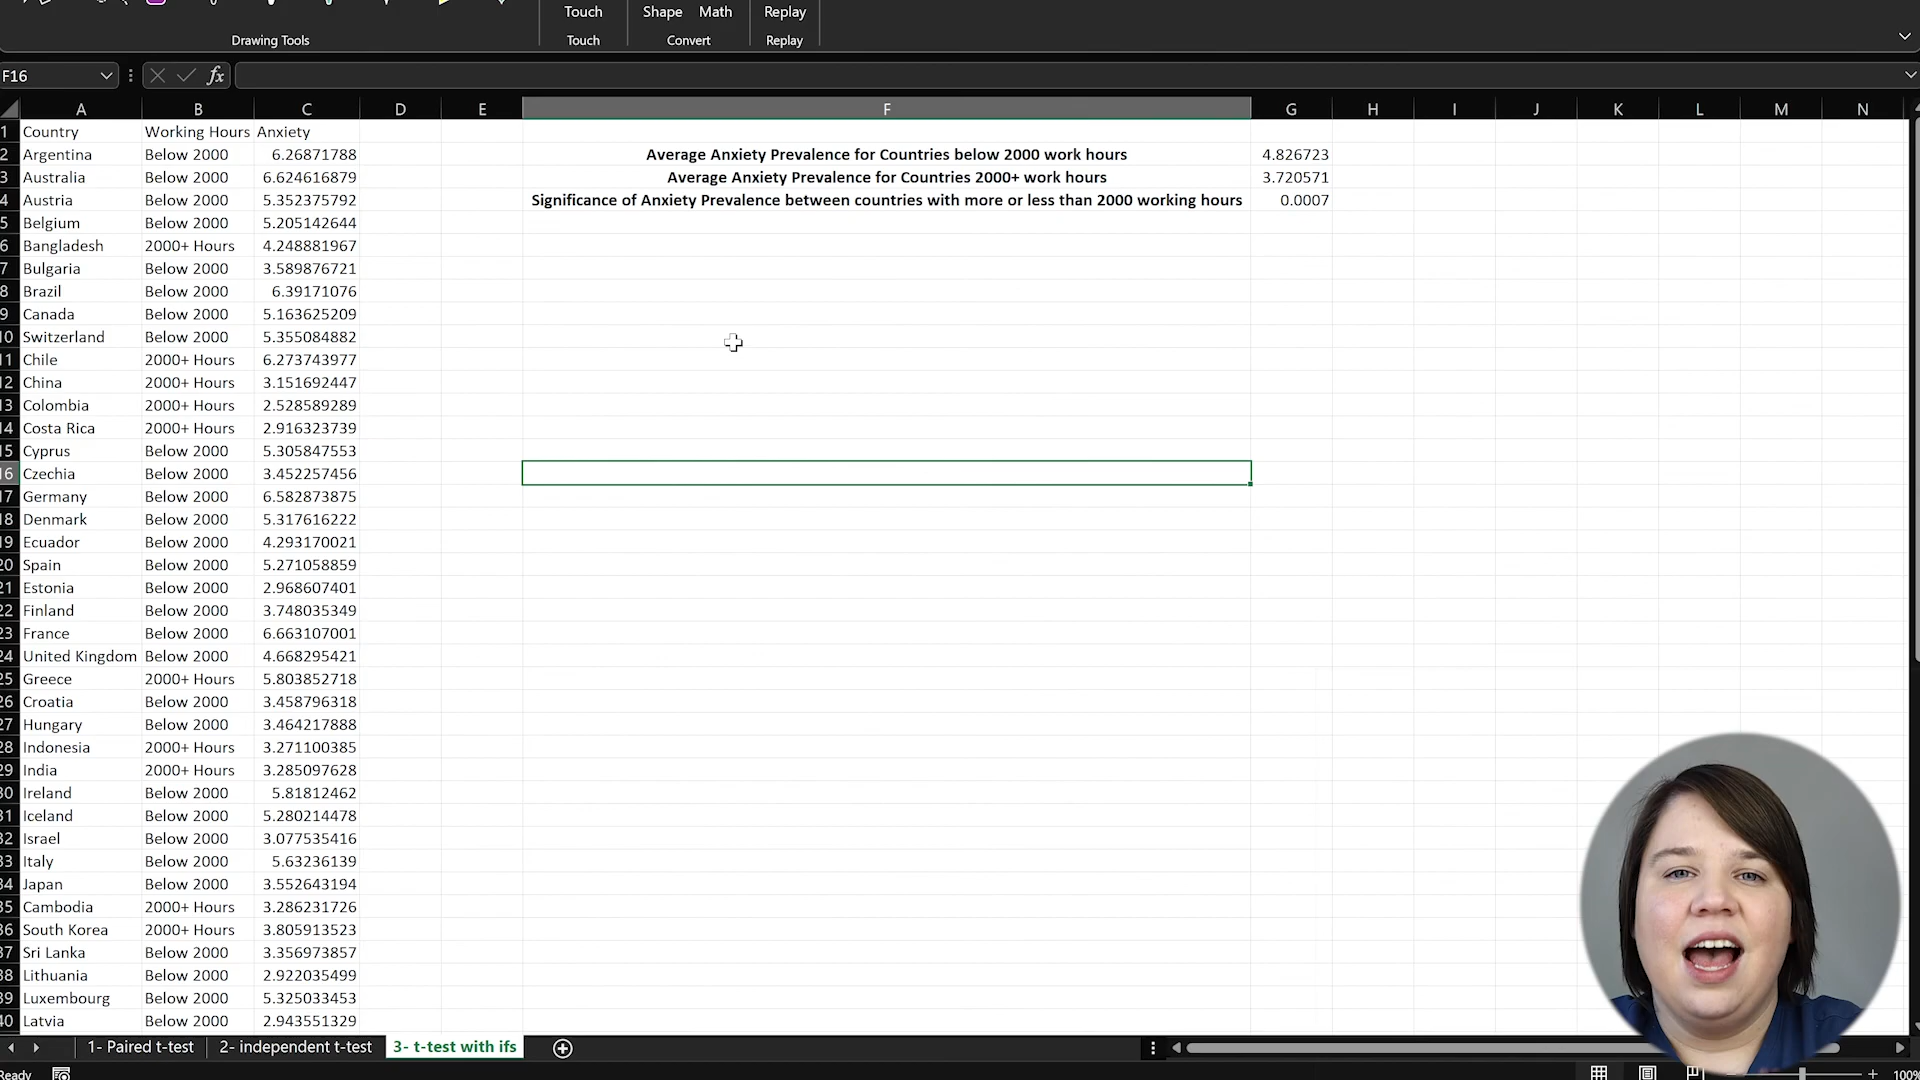 Touch Shape Math Replay
Drawing Tools Touch Convert Replay
F16 fx
A B C D E F G H I J K L M N
1 Country Working Hours Anxiety
2 Argentina Below 2000 6.26871788 Average Anxiety Prevalence for Countries below 2000 work hours 4.826723
3 Australia Below 2000 6.624616879 Average Anxiety Prevalence for Countries 2000+ work hours 3.720571
4 Austria Below 2000 5.352375792 Significance of Anxiety Prevalence between countries with more or less than 2000 working hours 0.0007
5 Belgium Below 2000 5.205142644
6 Bangladesh 2000+ Hours 4.248881967
7 Bulgaria Below 2000 3.589876721
8 Brazil Below 2000 6.39171076
9 Canada Below 2000 5.163625209
10 Switzerland Below 2000 5.355084882
11 Chile 2000+ Hours 6.273743977
12 China 2000+ Hours 3.151692447
13 Colombia 2000+ Hours 2.528589289
14 Costa Rica 2000+ Hours 2.916323739
15 Cyprus Below 2000 5.305847553
16 Czechia Below 2000 3.452257456
17 Germany Below 2000 6.582873875
18 Denmark Below 2000 5.317616222
19 Ecuador Below 2000 4.293170021
20 Spain Below 2000 5.271058859
21 Estonia Below 2000 2.968607401
22 Finland Below 2000 3.748035349
23 France Below 2000 6.663107001
24 United Kingdom Below 2000 4.668295421
25 Greece 2000+ Hours 5.803852718
26 Croatia Below 2000 3.458796318
27 Hungary Below 2000 3.464217888
28 Indonesia 2000+ Hours 3.271100385
29 India 2000+ Hours 3.285097628
30 Ireland Below 2000 5.81812462
31 Iceland Below 2000 5.280214478
32 Israel Below 2000 3.077535416
33 Italy Below 2000 5.63236139
34 Japan Below 2000 3.552643194
35 Cambodia 2000+ Hours 3.286231726
36 South Korea 2000+ Hours 3.805913523
37 Sri Lanka Below 2000 3.356973857
38 Lithuania Below 2000 2.922035499
39 Luxembourg Below 2000 5.325033453
40 Latvia Below 2000 2.943551329
1- Paired t-test 2- independent t-test 3- t-test with ifs
Ready 100%